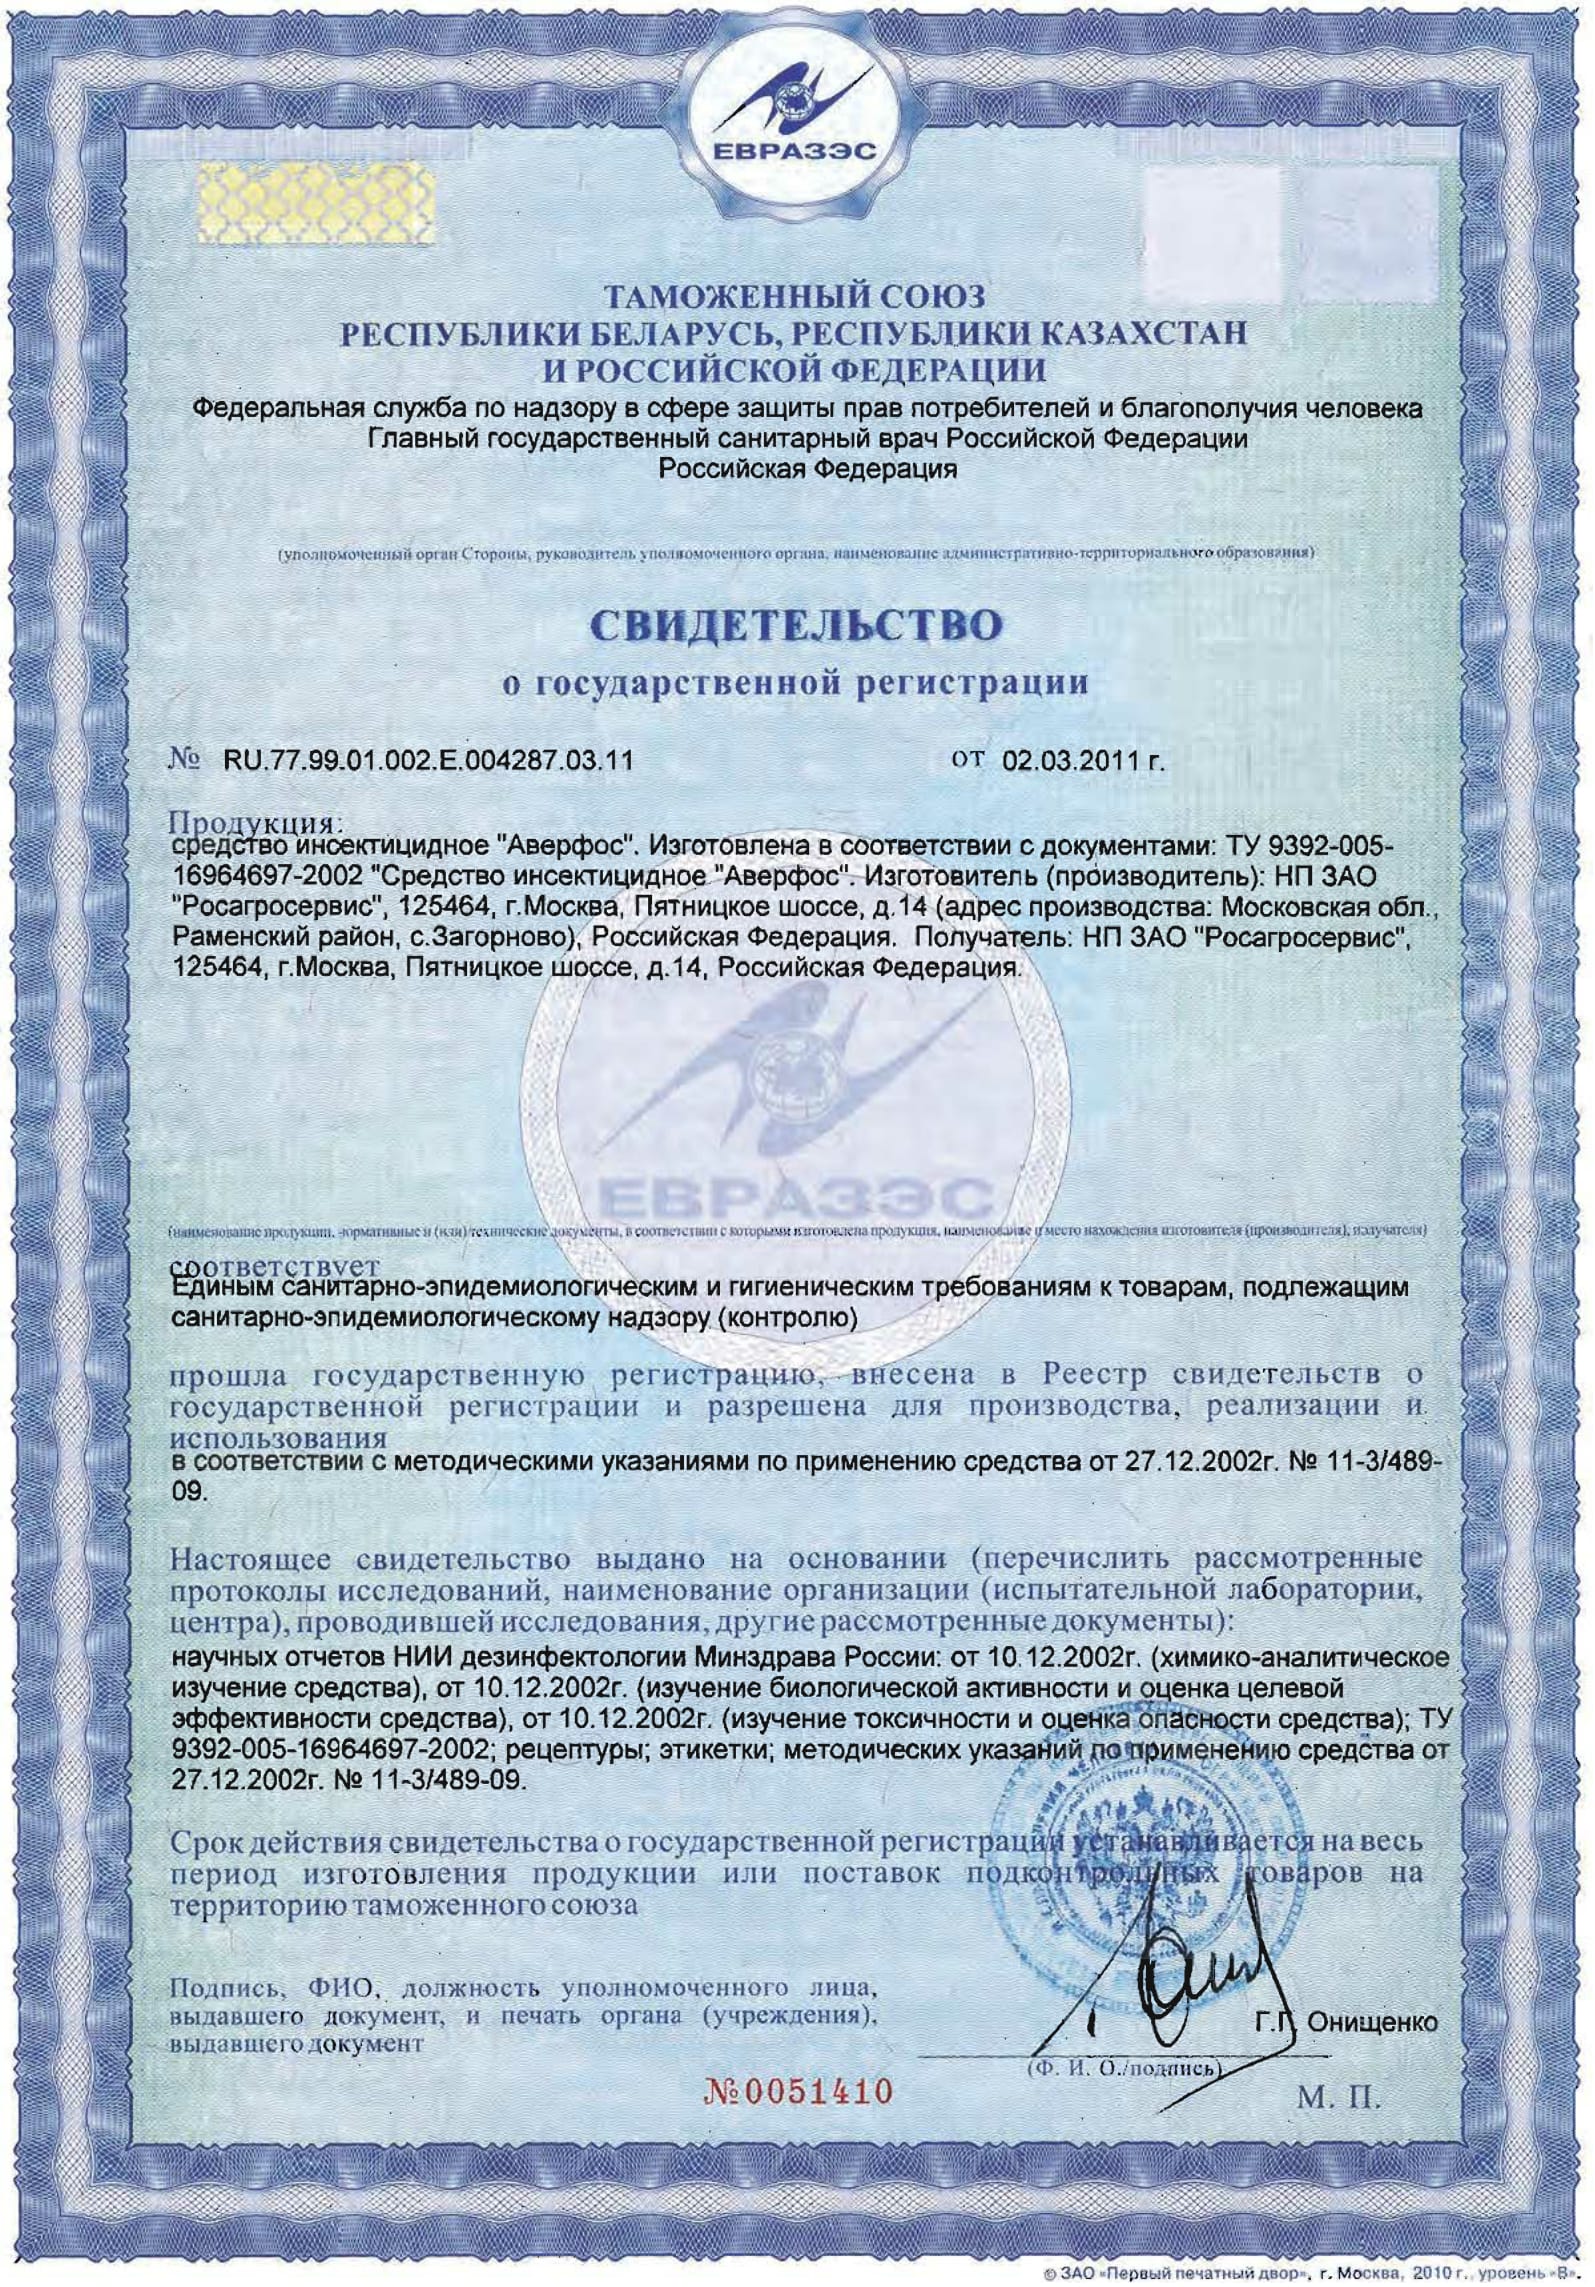 ЕВРАЗЭС
ТАМОЖЕННЫЙ СОЮЗ
РЕСПУБЛИКИ БЕЛАРУСЬ, РЕСПУБЛИКИ КАЗАХСТАН
И РОССИЙСКОЙ ФЕДЕРАЦИИ
Федеральная служба по надзору в сфере защиты прав потребителей и благополучия человека
Главный государственный санитарный врач Российской Федерации
Российская Федерация
(уполномоченный орган Стороны, руководитель уполномоченного органа, наименование административно-территориального образования)
СВИДЕТЕЛЬСТВО
о государственной регистрации
№ RU.77.99.01.002.Е.004287.03.11 от 02.03.2011 г.
Продукция:
средство инсектицидное "Аверфос". Изготовлена в соответствии с документами: ТУ 9392-005-
16964697-2002 "Средство инсектицидное "Аверфос". Изготовитель (производитель): НП ЗАО
"Росагросервис", 125464, г.Москва, Пятницкое шоссе, д.14 (адрес производства: Московская обл.,
Раменский район, с.Загорново), Российская Федерация. Получатель: НП ЗАО "Росагросервис",
125464, г.Москва, Пятницкое шоссе, д.14, Российская Федерация.
ЕВРАЗЭС
(наименование продукции, нормативные и (или) технические документы, в соответствии с которыми изготовлена продукция, наименование и место нахождения изготовителя (производителя), получателя)
соответствует
Единым санитарно-эпидемиологическим и гигиеническим требованиям к товарам, подлежащим
санитарно-эпидемиологическому надзору (контролю)
прошла государственную регистрацию, внесена в Реестр свидетельств о
государственной регистрации и разрешена для производства, реализации и
использования
в соответствии с методическими указаниями по применению средства от 27.12.2002г. № 11-3/489-
09.
Настоящее свидетельство выдано на основании (перечислить рассмотренные
протоколы исследований, наименование организации (испытательной лаборатории,
центра), проводившей исследования, другие рассмотренные документы):
научных отчетов НИИ дезинфектологии Минздрава России: от 10.12.2002г. (химико-аналитическое
изучение средства), от 10.12.2002г. (изучение биологической активности и оценка целевой
эффективности средства), от 10.12.2002г. (изучение токсичности и оценка опасности средства); ТУ
9392-005-16964697-2002; рецептуры; этикетки; методических указаний по применению средства от
27.12.2002г. № 11-3/489-09.
Срок действия свидетельства о государственной регистрации устанавливается на весь
период изготовления продукции или поставок подконтрольных товаров на
территорию таможенного союза
Подпись, ФИО, должность уполномоченного лица,
выдавшего документ, и печать органа (учреждения),
выдавшего документ
Г.Г. Онищенко
(Ф. И. О./подпись)
№0051410
М. П.
© ЗАО «Первый печатный двор», г. Москва, 2010 г., уровень «В».